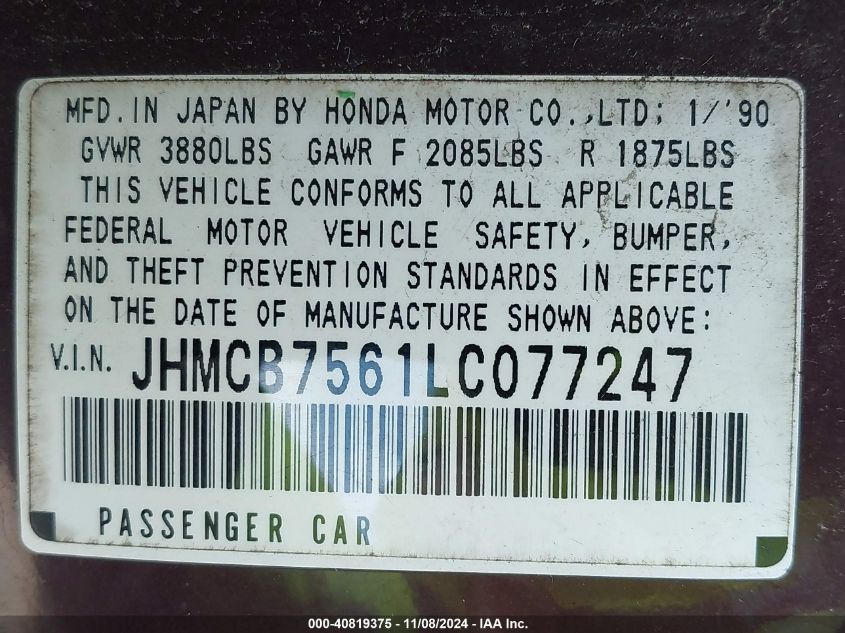 MFD. IN JAPAN BY HONDA MOTOR CO.,LTD; 1/'90
GVWR 3880LBS GAWR F 2085LBS R 1875LBS
THIS VEHICLE CONFORMS TO ALL APPLICABLE
FEDERAL MOTOR VEHICLE SAFETY, BUMPER,
AND THEFT PREVENTION STANDARDS IN EFFECT
ON THE DATE OF MANUFACTURE SHOWN ABOVE:
V.I.N. JHMCB7561LC077247
PASSENGER CAR
000-40819375 - 11/08/2024 - IAA Inc.